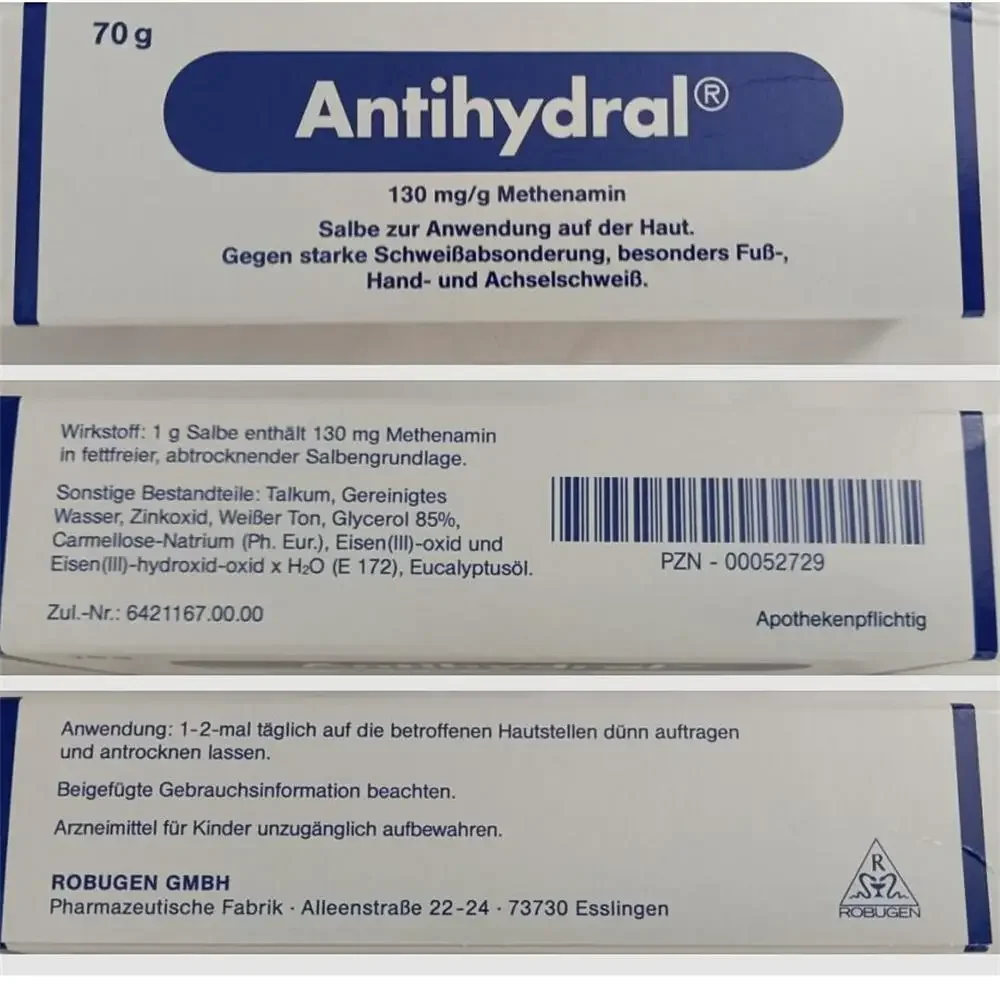 70 g
Antihydral®
130 mg/g Methenamin
Salbe zur Anwendung auf der Haut.
Gegen starke Schweißabsonderung, besonders Fuß-,
Hand- und Achselschweiß.
Wirkstoff: 1 g Salbe enthält 130 mg Methenamin
in fettfreier, abtrocknender Salbengrundlage.
Sonstige Bestandteile: Talkum, Gereinigtes
Wasser, Zinkoxid, Weißer Ton, Glycerol 85%,
Carmellose-Natrium (Ph. Eur.), Eisen(III)-oxid und
Eisen(III)-hydroxid-oxid x H₂O (E 172), Eucalyptusöl.
Zul.-Nr.: 6421167.00.00
PZN - 00052729
Apothekenpflichtig
Antihydral
Anwendung: 1-2-mal täglich auf die betroffenen Hautstellen dünn auftragen
und antrocknen lassen.
Beigefügte Gebrauchsinformation beachten.
Arzneimittel für Kinder unzugänglich aufbewahren.
ROBUGEN GMBH
Pharmazeutische Fabrik · Alleenstraße 22-24 · 73730 Esslingen
R
ROBUGEN